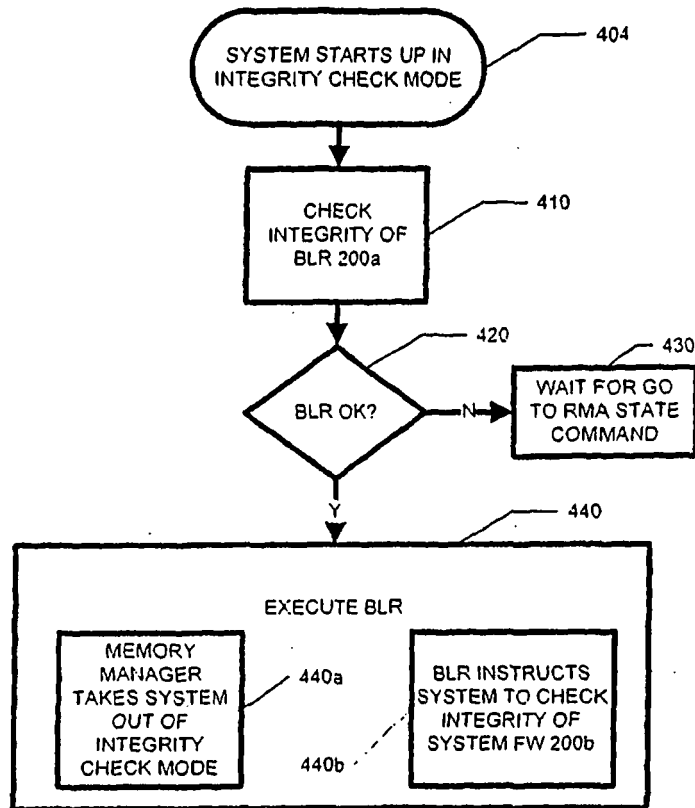 SYSTEM STARTS UP IN
INTEGRITY CHECK MODE
404
CHECK
INTEGRITY OF
BLR 200a
410
420
BLR OK?
N
430
WAIT FOR GO
TO RMA STATE
COMMAND
Y
440
EXECUTE BLR
MEMORY
MANAGER
TAKES SYSTEM
OUT OF
INTEGRITY
CHECK MODE
440a
BLR INSTRUCTS
SYSTEM TO CHECK
INTEGRITY OF
SYSTEM FW 200b
440b